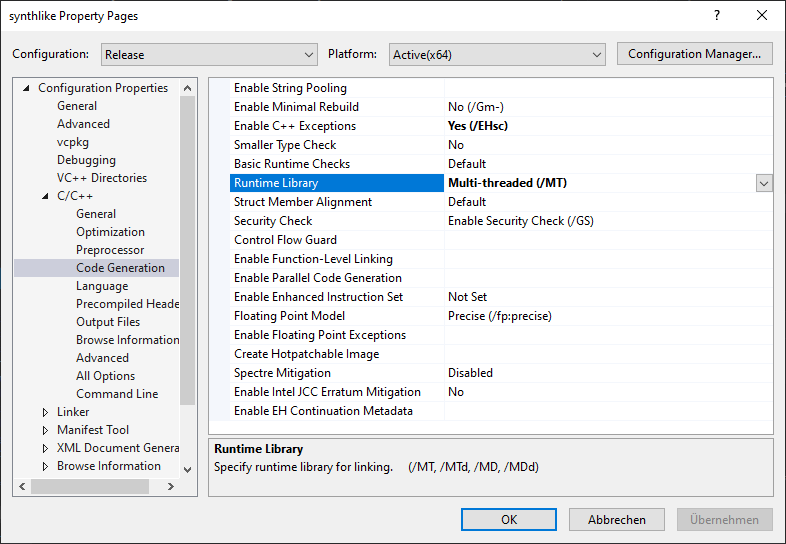 synthlike Property Pages
? 
Configuration: Release Platform: Active(x64) Configuration Manager...
Configuration Properties
General
Advanced
vcpkg
Debugging
VC++ Directories
C/C++
General
Optimization
Preprocessor
Code Generation
Language
Precompiled Heade
Output Files
Browse Information
Advanced
All Options
Command Line
Linker
Manifest Tool
XML Document Genera
Browse Information
Enable String Pooling
Enable Minimal Rebuild No (/Gm-)
Enable C++ Exceptions Yes (/EHsc)
Smaller Type Check No
Basic Runtime Checks Default
Runtime Library Multi-threaded (/MT)
Struct Member Alignment Default
Security Check Enable Security Check (/GS)
Control Flow Guard
Enable Function-Level Linking
Enable Parallel Code Generation
Enable Enhanced Instruction Set Not Set
Floating Point Model Precise (/fp:precise)
Enable Floating Point Exceptions
Create Hotpatchable Image
Spectre Mitigation Disabled
Enable Intel JCC Erratum Mitigation No
Enable EH Continuation Metadata
Runtime Library
Specify runtime library for linking. (/MT, /MTd, /MD, /MDd)
OK Abbrechen Übernehmen